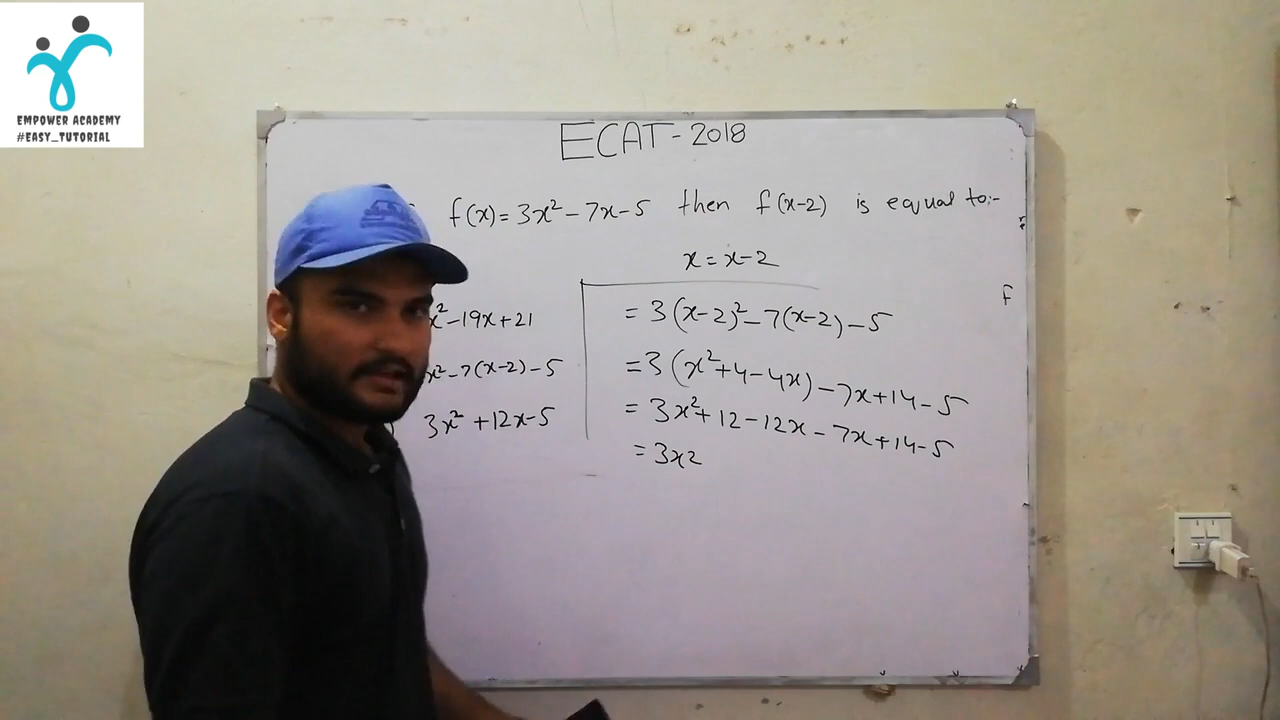 EMPOWER ACADEMY
#EASY_TUTORIAL
ECAT-2018
f(x)=3x²-7x-5 then f(x-2) is equal to:-
x=x-2
x²-19x+21
x²-7(x-2)-5
3x²+12x-5
=3(x-2)²-7(x-2)-5
=3(x²+4-4x)-7x+14-5
=3x²+12-12x-7x+14-5
=3x2
F